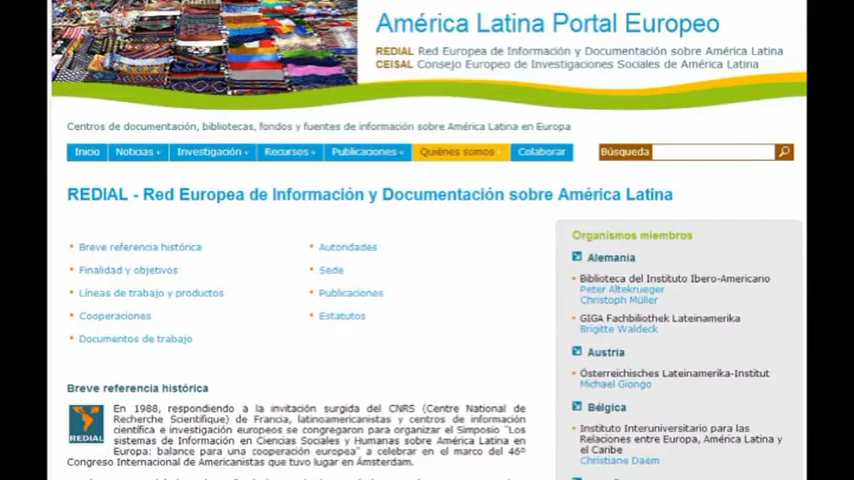 América Latina Portal Europeo
REDIAL Red Europea de Información y Documentación sobre América Latina
CEISAL Consejo Europeo de Investigaciones Sociales de América Latina
Centros de documentación, bibliotecas, fondos y fuentes de información sobre América Latina en Europa
Inicio Noticias Investigación Recursos Publicaciones Quiénes somos Colaborar Búsqueda
REDIAL - Red Europea de Información y Documentación sobre América Latina
Breve referencia histórica
Finalidad y objetivos
Líneas de trabajo y productos
Cooperaciones
Documentos de trabajo
Autoridades
Sede
Publicaciones
Estatutos
Breve referencia histórica
REDIAL
En 1988, respondiendo a la invitación surgida del CNRS (Centre National de
Recherche Scientifique) de Francia, latinoamericanistas y centros de información
científica e investigación europeos se congregaron para organizar el Simposio "Los
sistemas de Información en Ciencias Sociales y Humanas sobre América Latina en
Europa: balance para una cooperación europea" a celebrar en el marco del 46º
Congreso Internacional de Americanistas que tuvo lugar en Ámsterdam.
Organismos miembros
Alemania
Biblioteca del Instituto Ibero-Americano
Peter Altekrueger
Christoph Müller
GIGA Fachbibliothek Lateinamerika
Brigitte Waldeck
Austria
Österreichisches Lateinamerika-Institut
Michael Giongo
Bélgica
Instituto Interuniversitario para las
Relaciones entre Europa, América Latina y
el Caribe
Christiane Daem